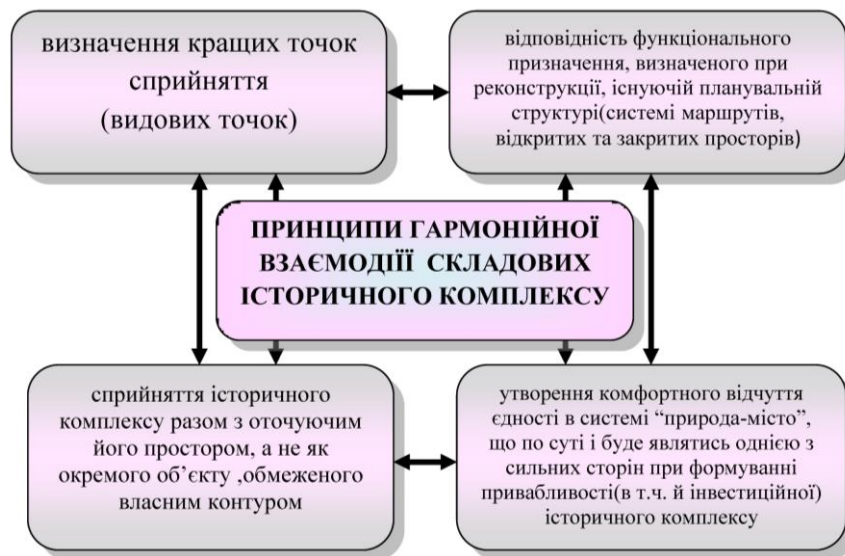 визначення кращих точок
сприйняття
(видових точок)
відповідність функціонального
призначення, визначеного при
реконструкції, існуючій планувальній
структурі(системі маршрутів,
відкритих та закритих просторів)
ПРИНЦИПИ ГАРМОНІЙНОЇ
ВЗАЄМОДІЇЇ СКЛАДОВИХ
ІСТОРИЧНОГО КОМПЛЕКСУ
сприйняття історичного
комплексу разом з оточуючим
його простором, а не як
окремого об’єкту ,обмеженого
власним контуром
утворення комфортного відчуття
єдності в системі “природа-місто”,
що по суті і буде являтись однією з
сильних сторін при формуванні
привабливості(в т.ч. й інвестиційної)
історичного комплексу